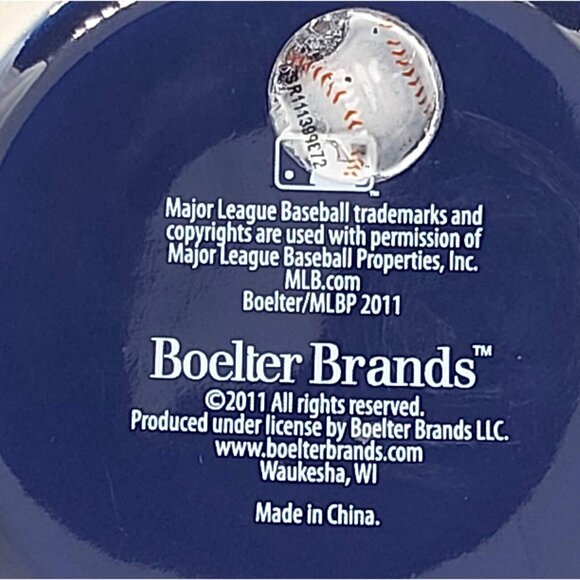 SR111399E72
TM
Major League Baseball trademarks and
copyrights are used with permission of
Major League Baseball Properties, Inc.
MLB.com
Boelter/MLBP 2011
Boelter Brands™
©2011 All rights reserved.
Produced under license by Boelter Brands LLC.
www.boelterbrands.com
Waukesha, WI
Made in China.